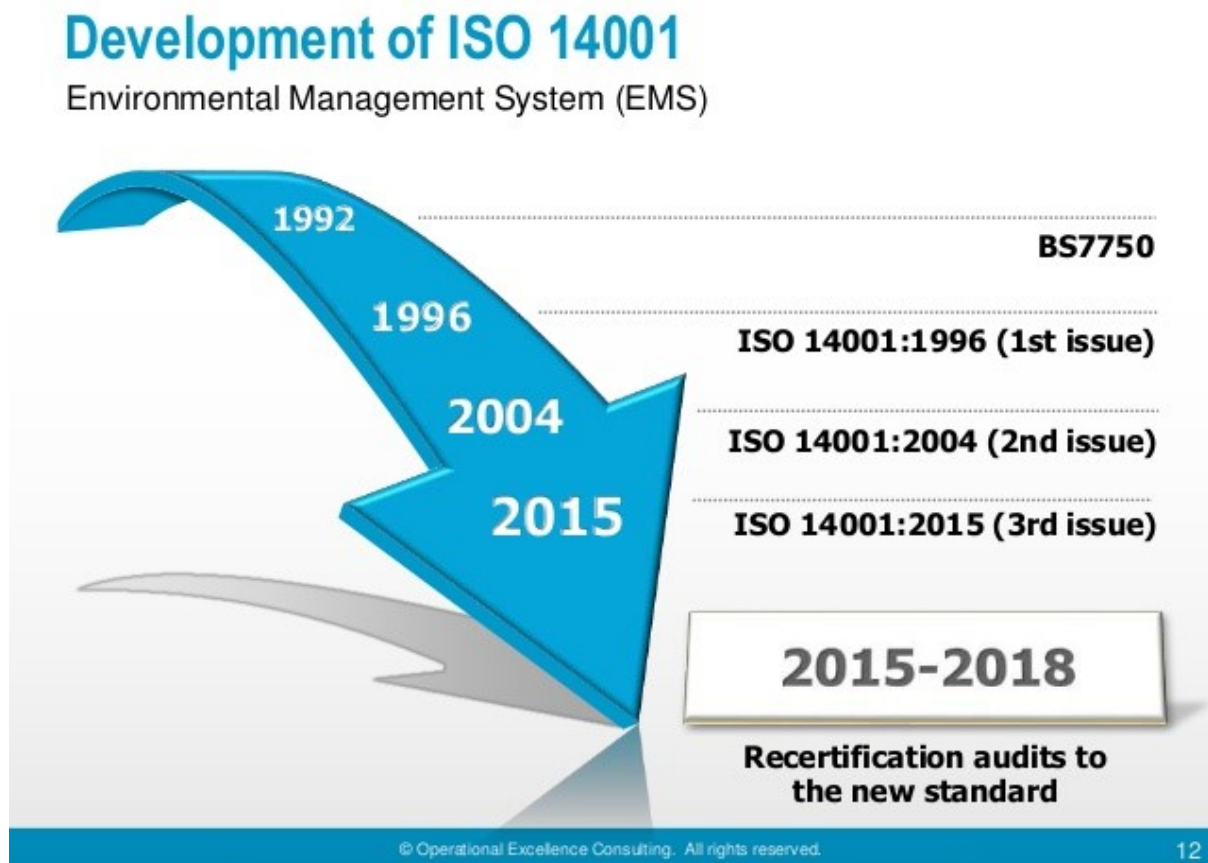 Development of ISO 14001
Environmental Management System (EMS)
1992
BS7750
1996
ISO 14001:1996 (1st issue)
2004
ISO 14001:2004 (2nd issue)
2015
ISO 14001:2015 (3rd issue)
2015-2018
Recertification audits to
the new standard
© Operational Excellence Consulting. All rights reserved.
12